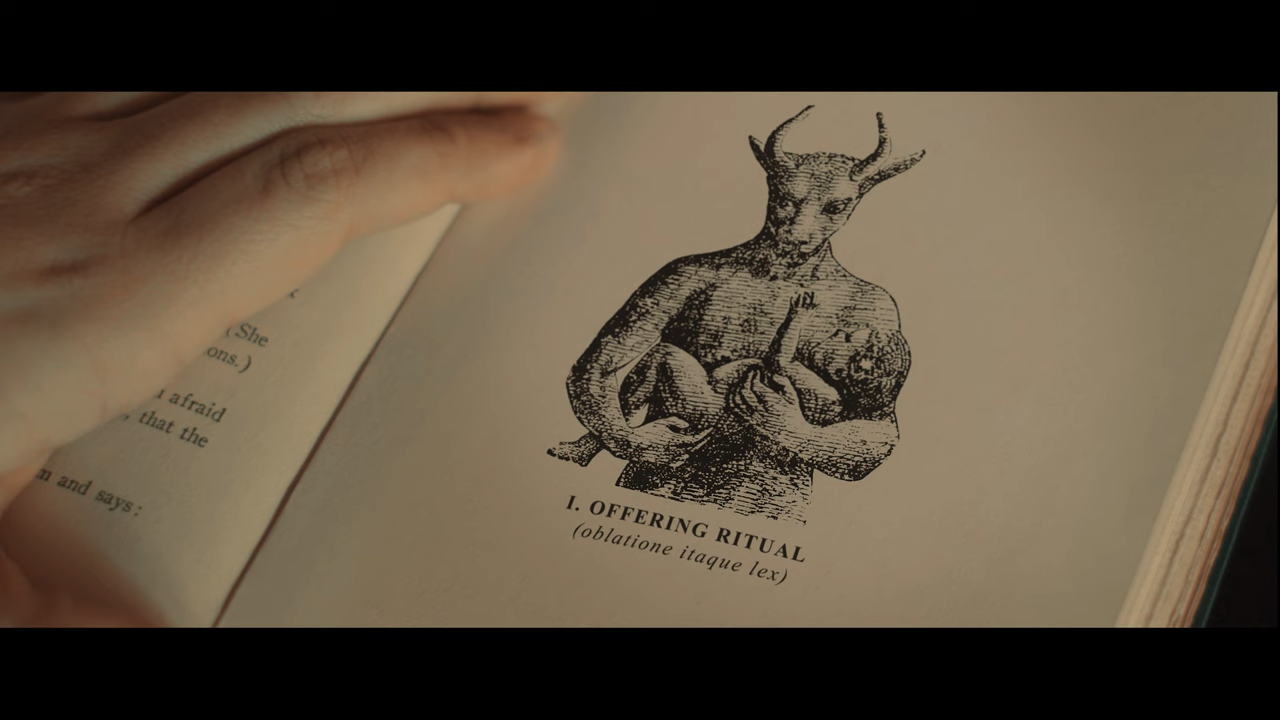 (She
ons.)
afraid
, that the
m and says:
I. OFFERING RITUAL
(oblatione itaque lex)